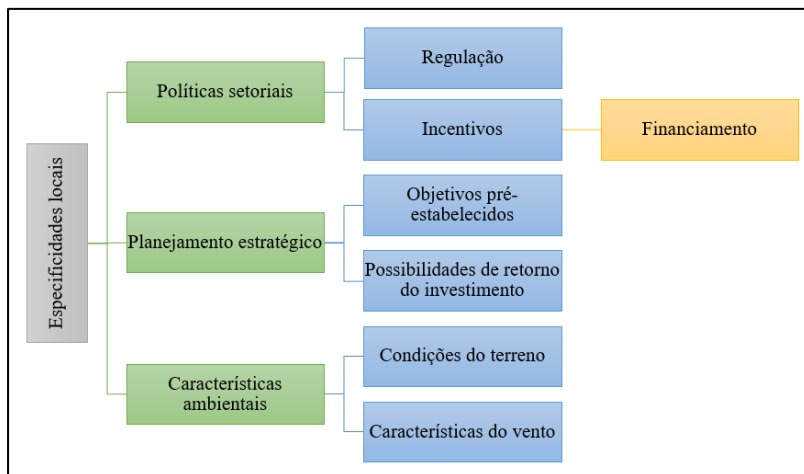 Especificidades locais
Políticas setoriais
Regulação
Incentivos
Financiamento
Planejamento estratégico
Objetivos pré-
estabelecidos
Possibilidades de retorno
do investimento
Características
ambientais
Condições do terreno
Características do vento